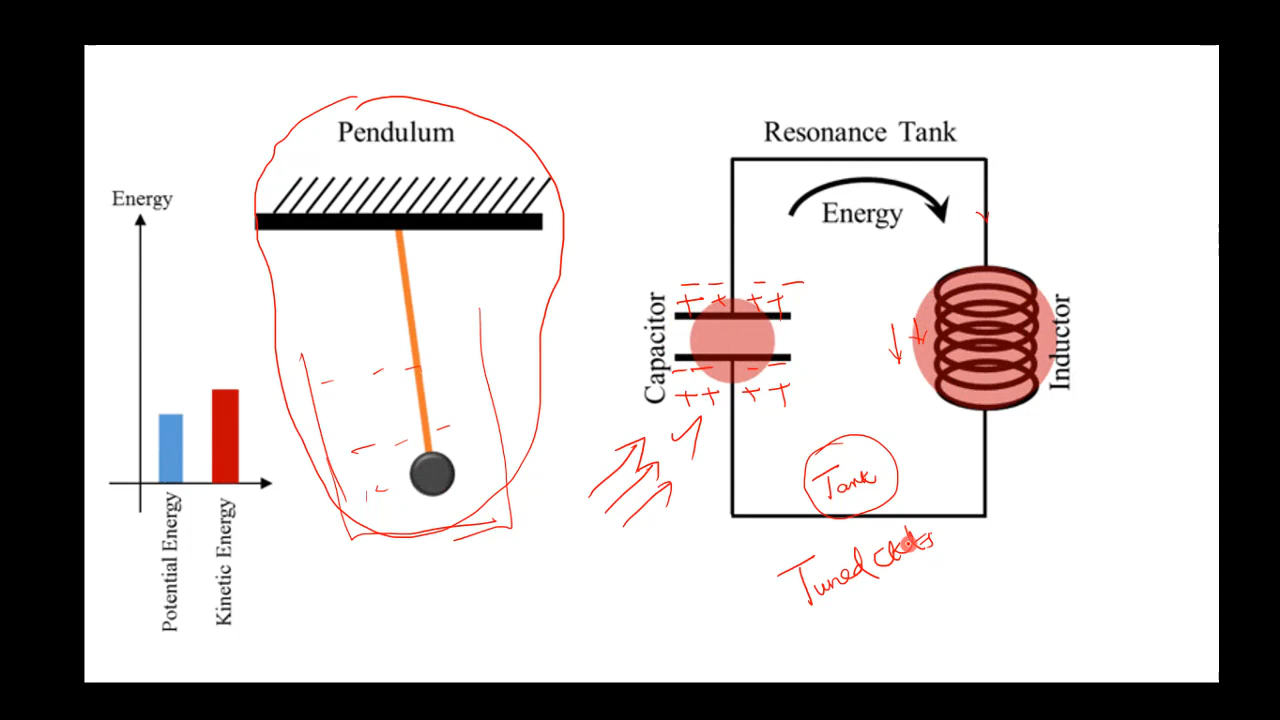 Pendulum
Resonance Tank
Energy
Energy
Capacitor
Inductor
Potential Energy
Kinetic Energy
Tank
Tuned